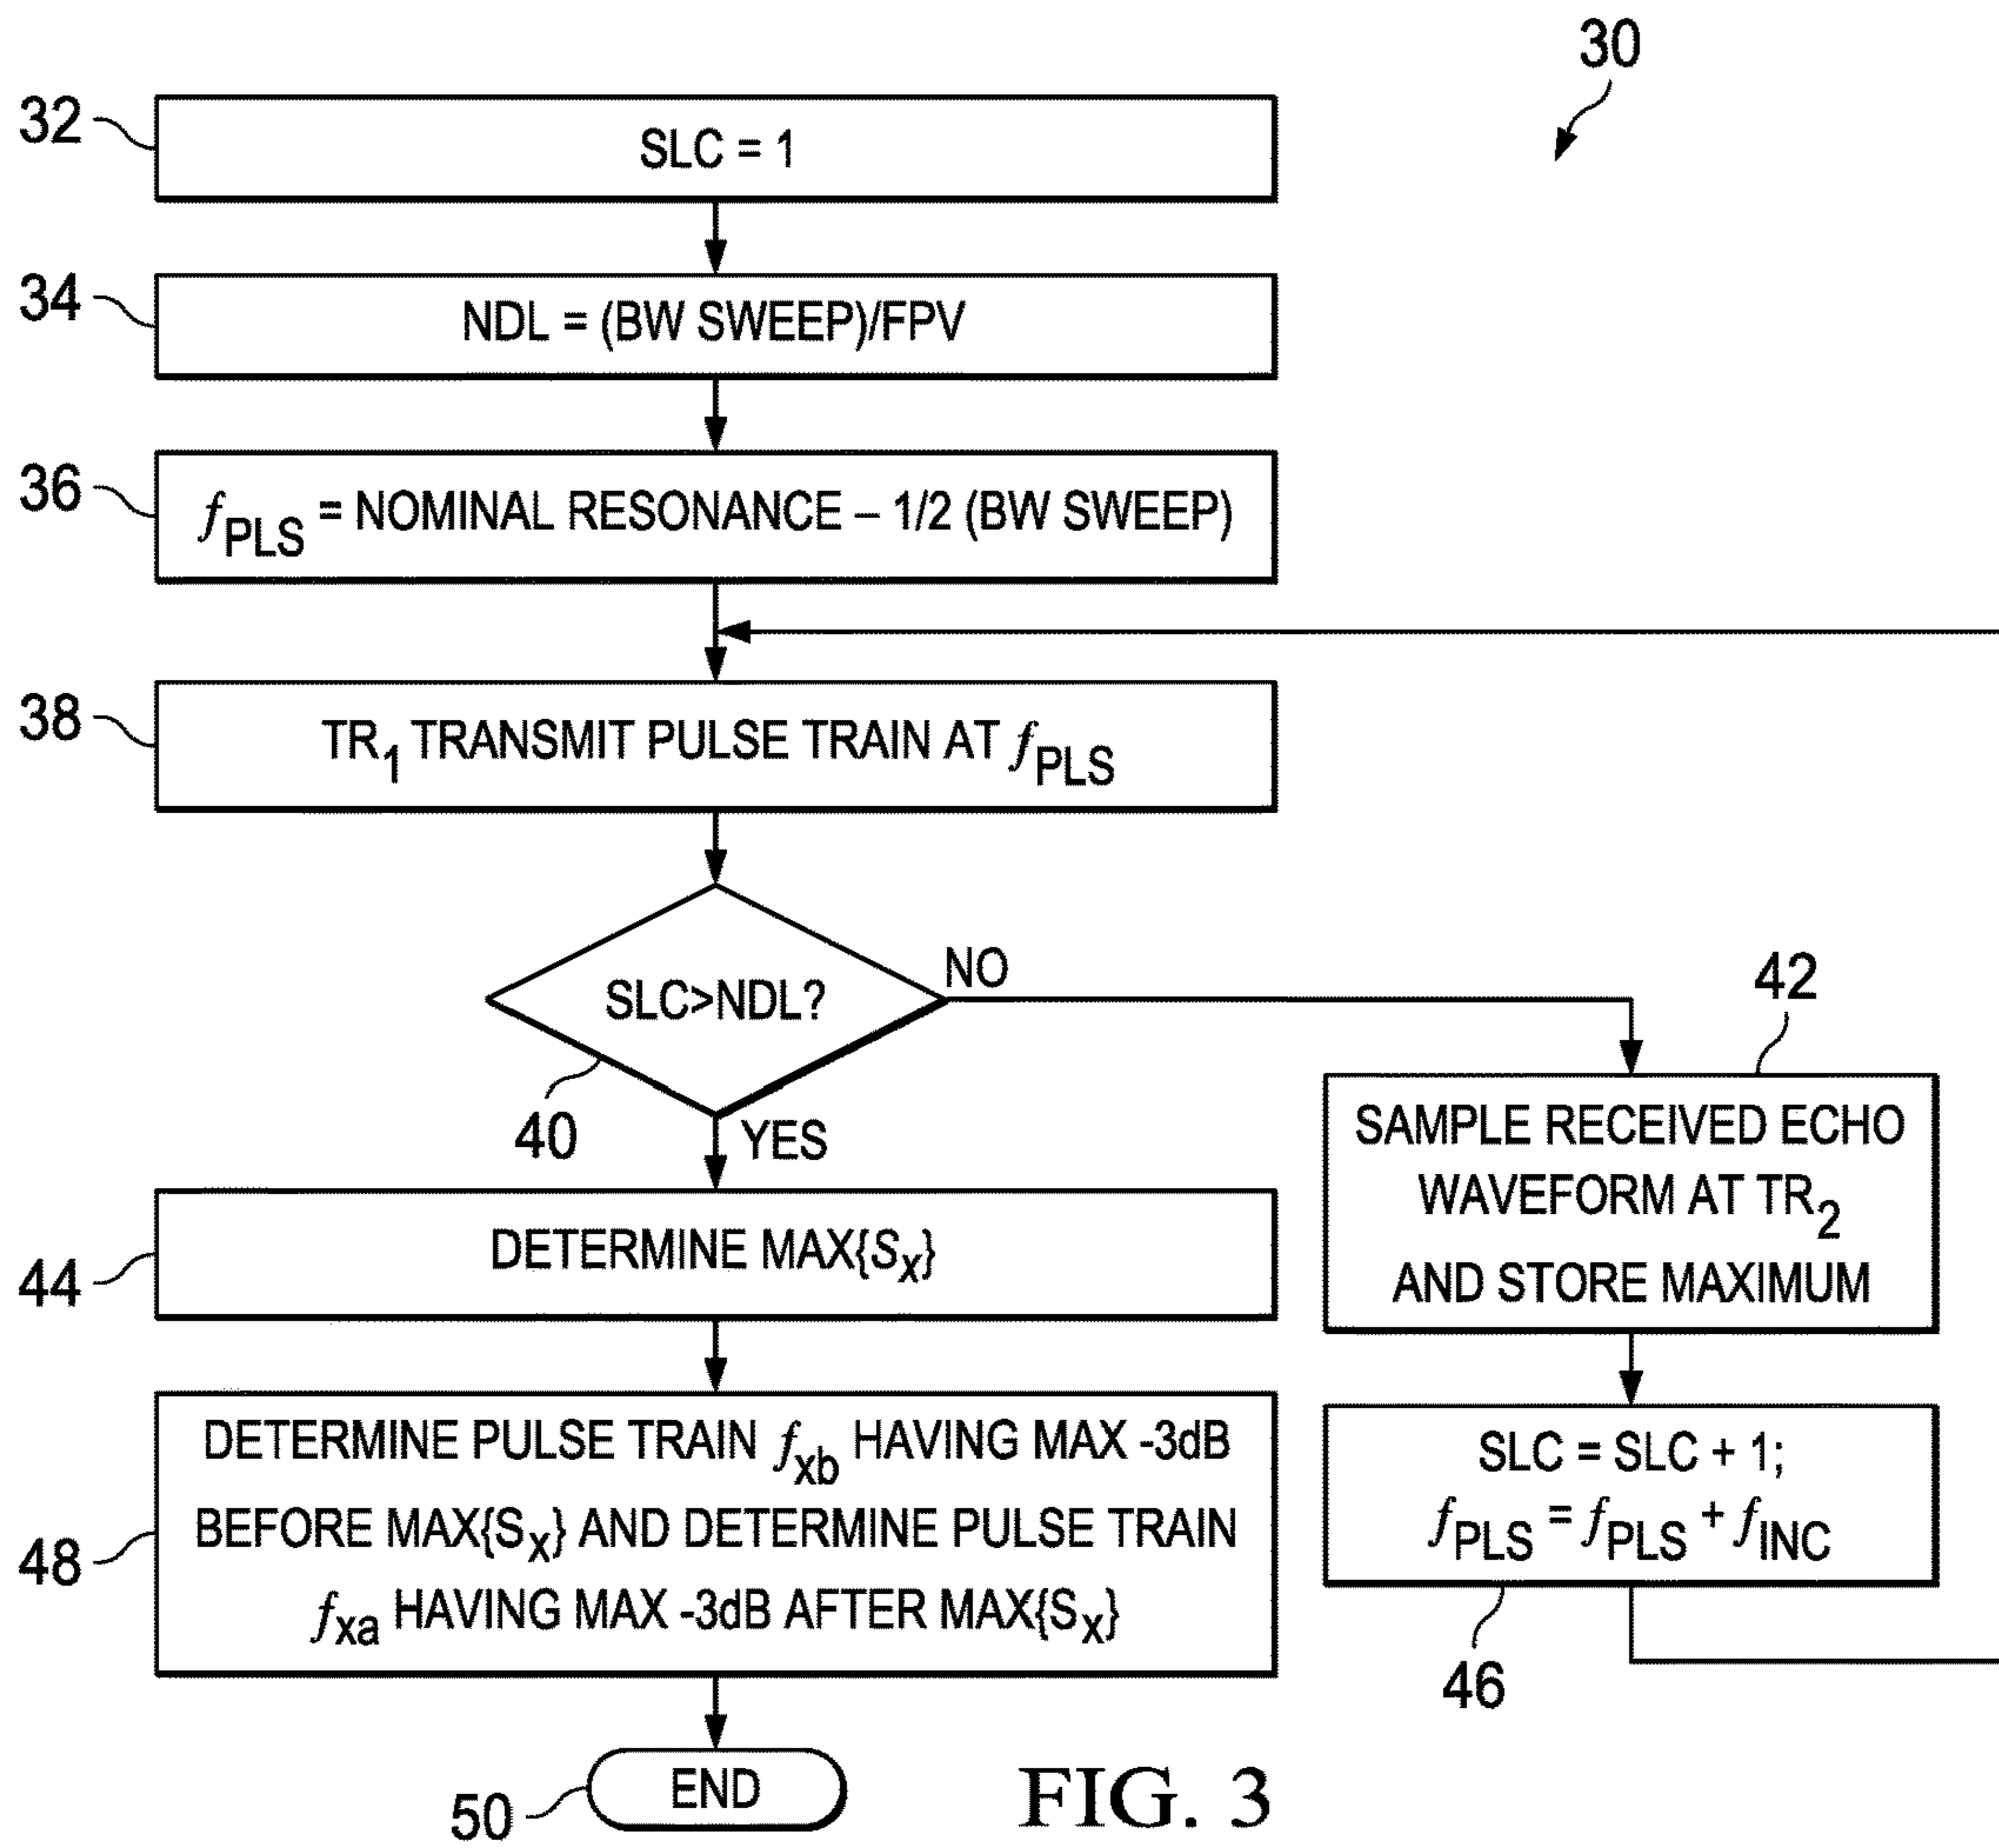 30
32
SLC = 1
34
NDL = (BW SWEEP)/FPV
36
fPLS = NOMINAL RESONANCE – 1/2 (BW SWEEP)
38
TR1 TRANSMIT PULSE TRAIN AT fPLS
SLC>NDL?
NO
40
YES
42
SAMPLE RECEIVED ECHO
WAVEFORM AT TR2
AND STORE MAXIMUM
44
DETERMINE MAX{Sx}
SLC = SLC + 1;
fPLS = fPLS + fINC
46
48
DETERMINE PULSE TRAIN fxb HAVING MAX -3dB
BEFORE MAX{Sx} AND DETERMINE PULSE TRAIN
fxa HAVING MAX -3dB AFTER MAX{Sx}
50
END
FIG. 3